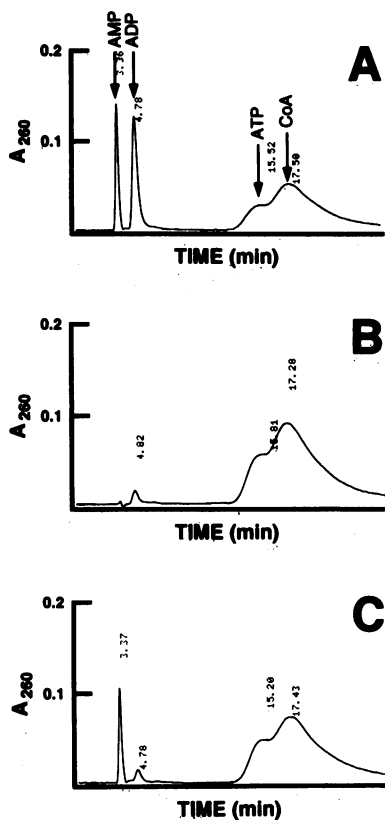 AMP
ADP
3.36
4.78
0.2
A
ATP
CoA
15.52
17.50
A260
0.1
TIME (min)
B
0.2
17.28
4.82
A260
0.1
15.81
TIME (min)
C
0.2
3.37
15.20
17.43
A260
0.1
4.78
TIME (min)